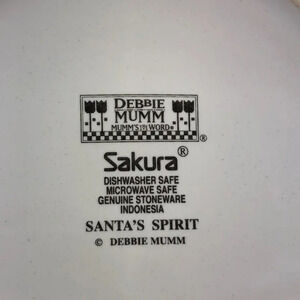 DEBBIE
MUMM
MUMM'S THE WORD®
®
Sakura®
DISHWASHER SAFE
MICROWAVE SAFE
GENUINE STONEWARE
INDONESIA
SANTA'S SPIRIT
© DEBBIE MUMM